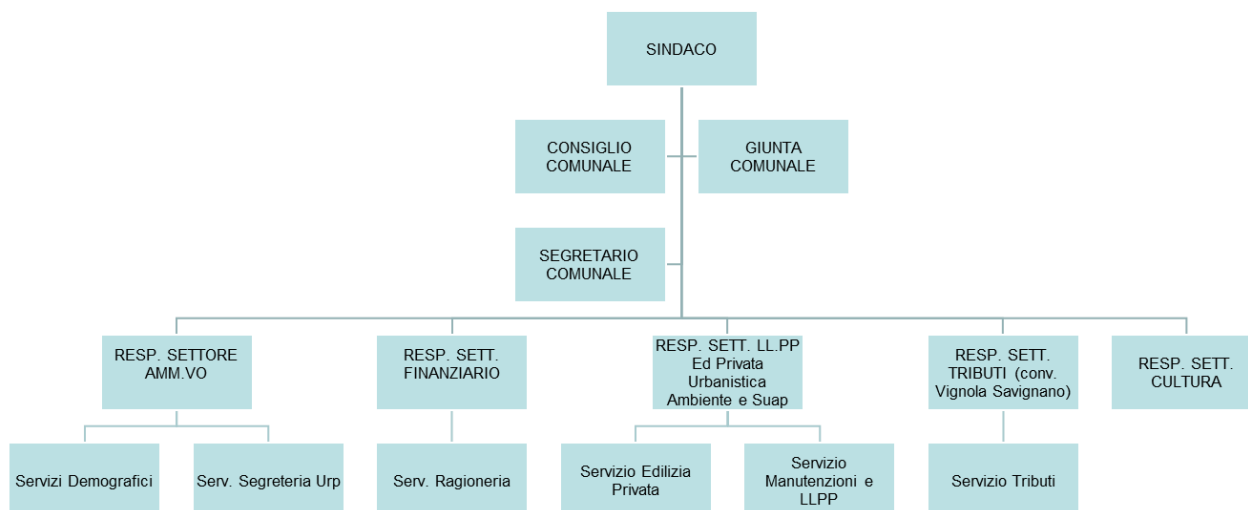 SINDACO
CONSIGLIO
COMUNALE
GIUNTA
COMUNALE
SEGRETARIO
COMUNALE
RESP. SETTORE
AMM.VO
RESP. SETT.
FINANZIARIO
RESP. SETT. LL.PP
Ed Privata
Urbanistica
Ambiente e Suap
RESP. SETT.
TRIBUTI (conv.
Vignola Savignano)
RESP. SETT.
CULTURA
Servizi Demografici
Serv. Segreteria Urp
Serv. Ragioneria
Servizio Edilizia
Privata
Servizio
Manutenzioni e
LLPP
Servizio Tributi